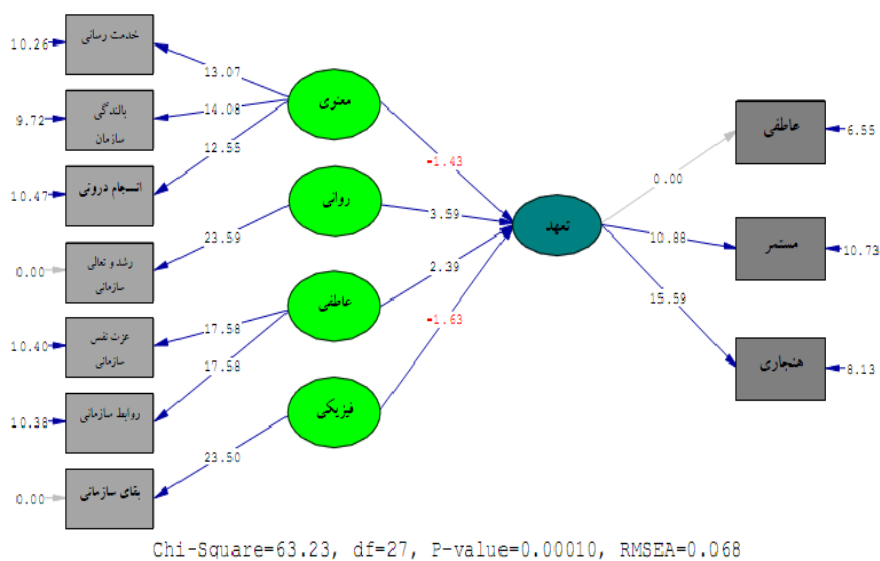 10.26
خدمت رسانی
13.07
9.72
بالندگی
سازمان
14.08
معنوی
10.47
انسجام درونی
12.55
-1.43
0.00
رشد و تعالی
سازمانی
23.59
روانی
3.59
10.40
عزت نفس
سازمانی
17.58
عاطفی
2.39
10.38
روابط سازمانی
17.58
-1.63
0.00
بقای سازمانی
23.50
فیزیکی
تعهد
0.00
عاطفی
6.55
10.88
مستمر
10.73
15.59
هنجاری
8.13
Chi-Square=63.23, df=27, P-value=0.00010, RMSEA=0.068